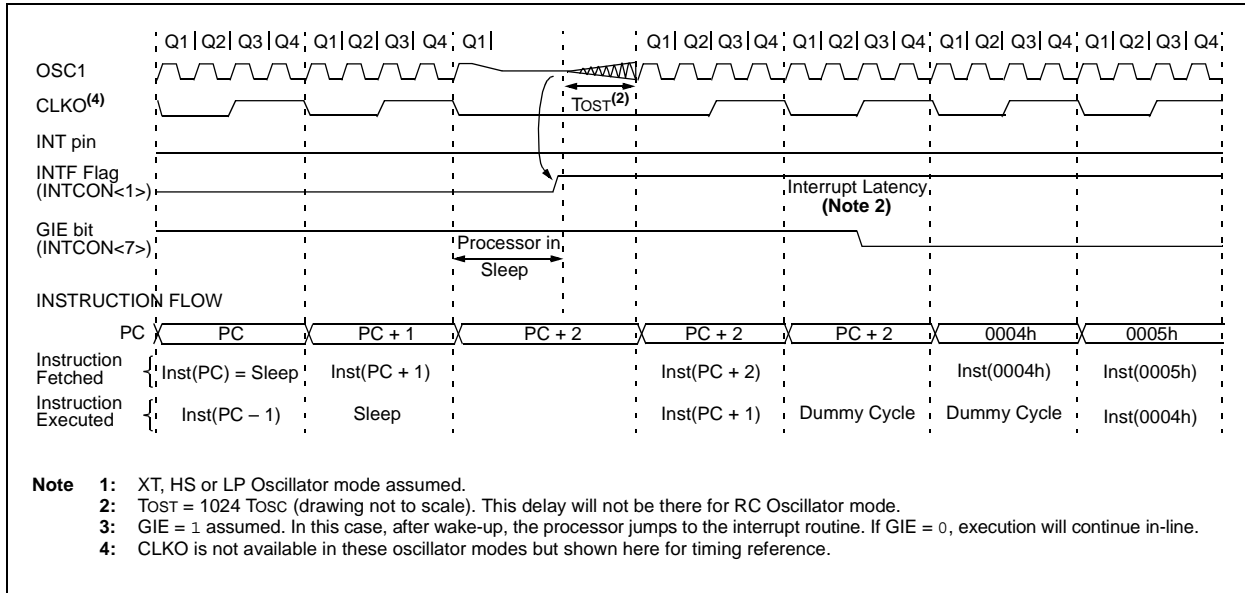 Q1 Q2 Q3 Q4 Q1 Q2 Q3 Q4 Q1 Q1 Q2 Q3 Q4 Q1 Q2 Q3 Q4 Q1 Q2 Q3 Q4 Q1 Q2 Q3 Q4
OSC1
CLKO(4) TOST(2)
INT pin
INTF Flag
(INTCON<1>) Interrupt Latency
(Note 2)
GIE bit
(INTCON<7>) Processor in
Sleep
INSTRUCTION FLOW
PC PC PC + 1 PC + 2 PC + 2 PC + 2 0004h 0005h
Instruction
Fetched { Inst(PC) = Sleep Inst(PC + 1) Inst(PC + 2) Inst(0004h) Inst(0005h)
Instruction
Executed { Inst(PC – 1) Sleep Inst(PC + 1) Dummy Cycle Dummy Cycle Inst(0004h)
Note 1: XT, HS or LP Oscillator mode assumed.
2: TOST = 1024 TOSC (drawing not to scale). This delay will not be there for RC Oscillator mode.
3: GIE = 1 assumed. In this case, after wake-up, the processor jumps to the interrupt routine. If GIE = 0, execution will continue in-line.
4: CLKO is not available in these oscillator modes but shown here for timing reference.